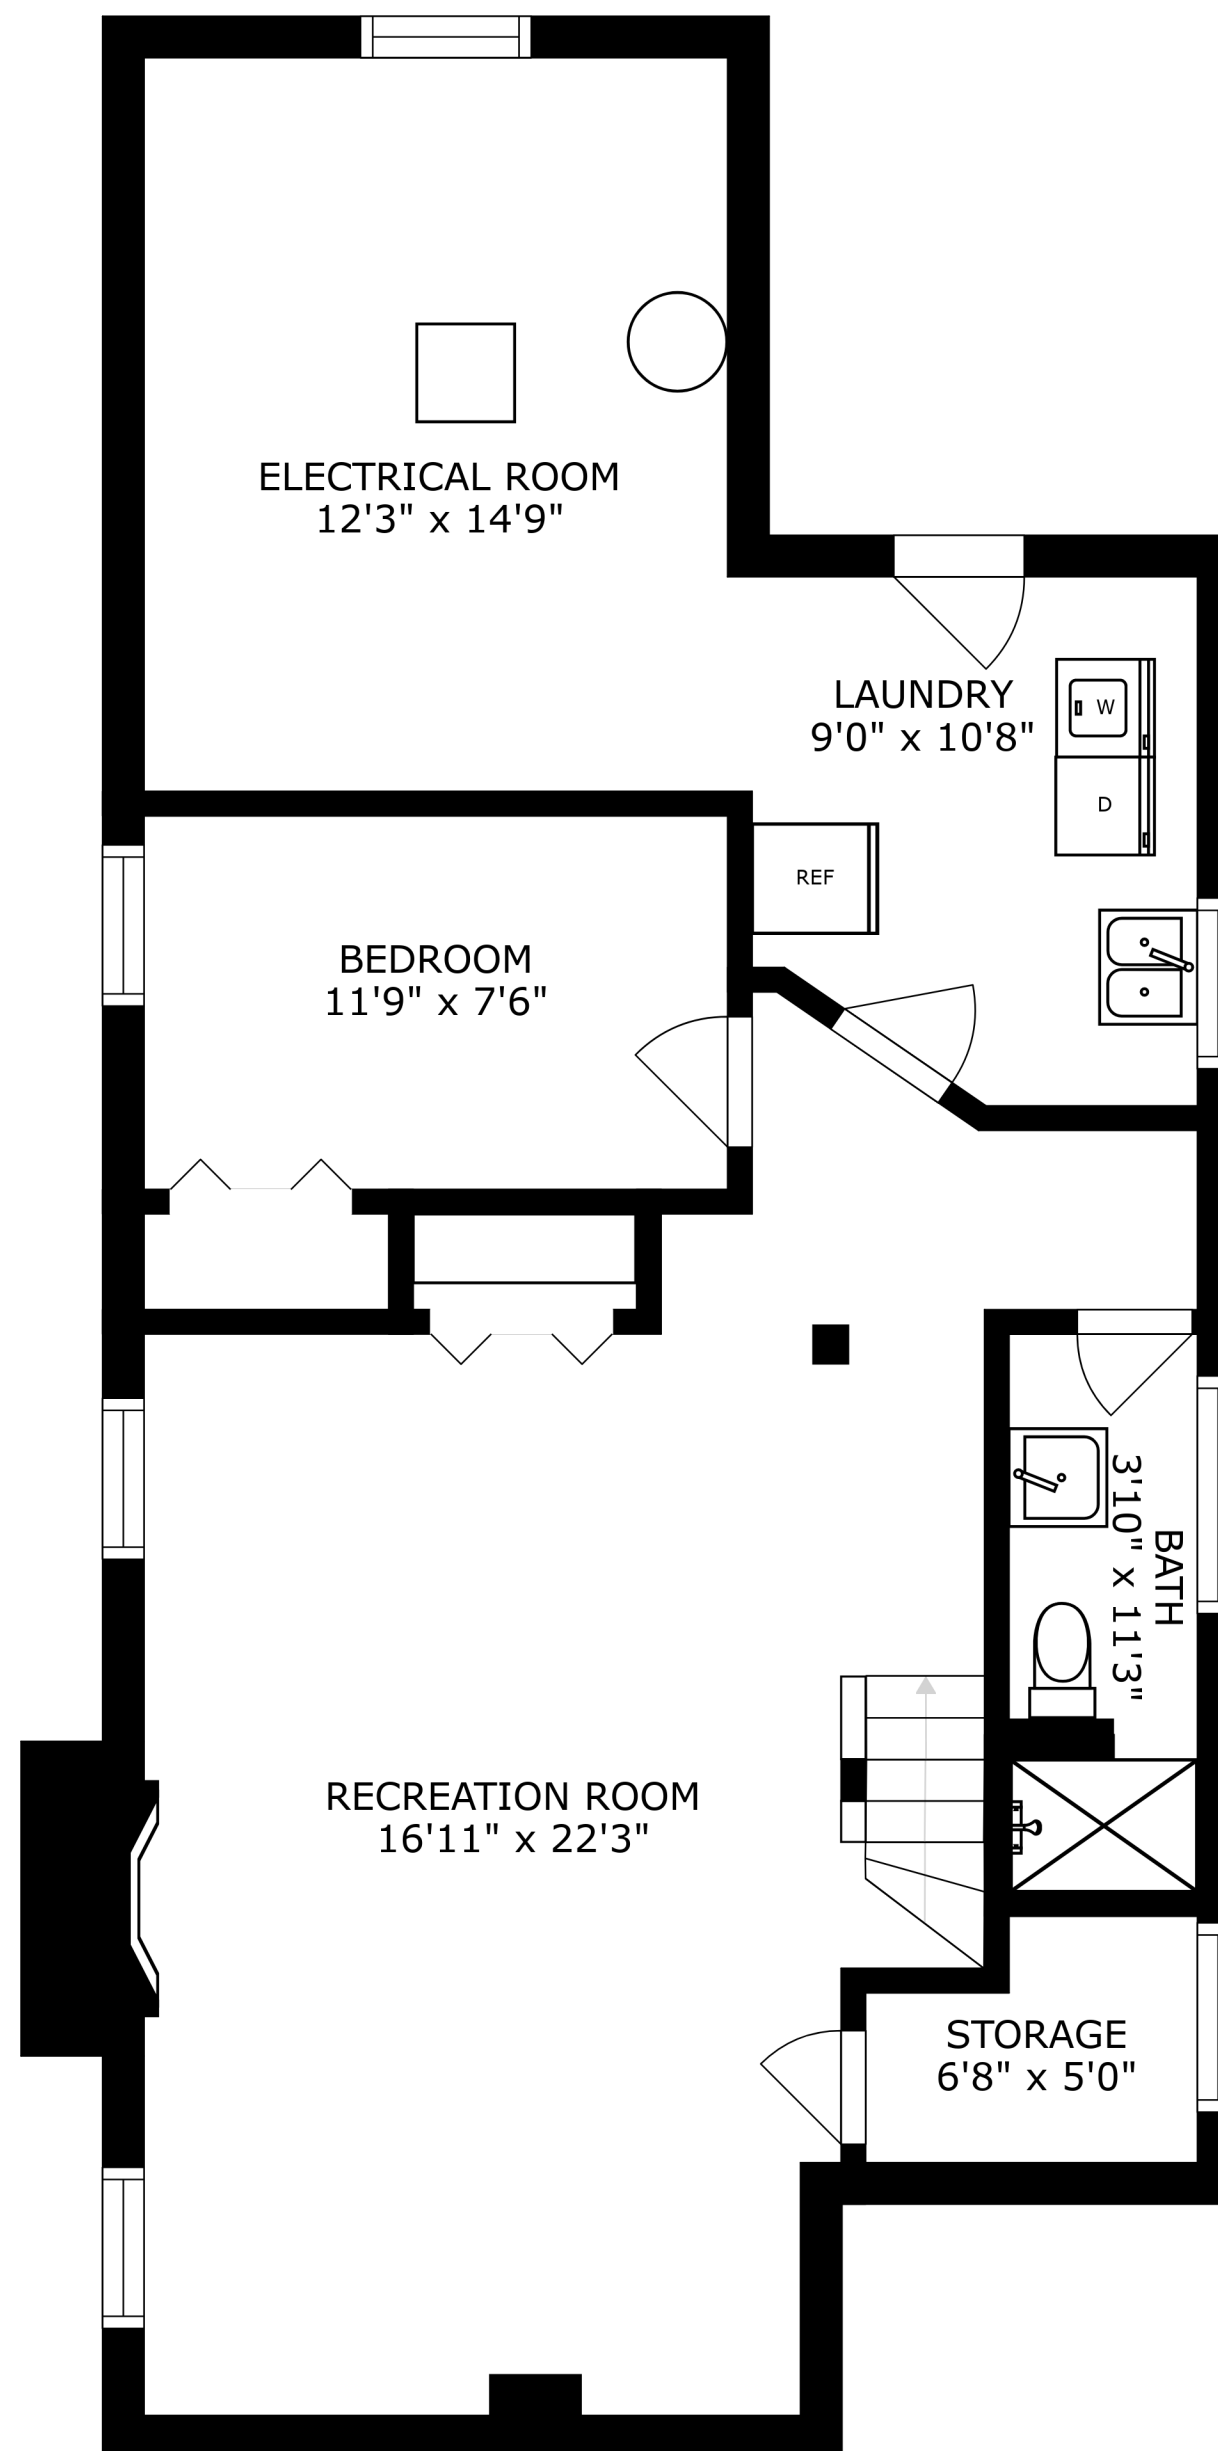 ELECTRICAL ROOM
12'3" x 14'9"
LAUNDRY
9'0" x 10'8"
W
D
REF
BEDROOM
11'9" x 7'6"
BATH
3'10" x 11'3"
RECREATION ROOM
16'11" x 22'3"
STORAGE
6'8" x 5'0"